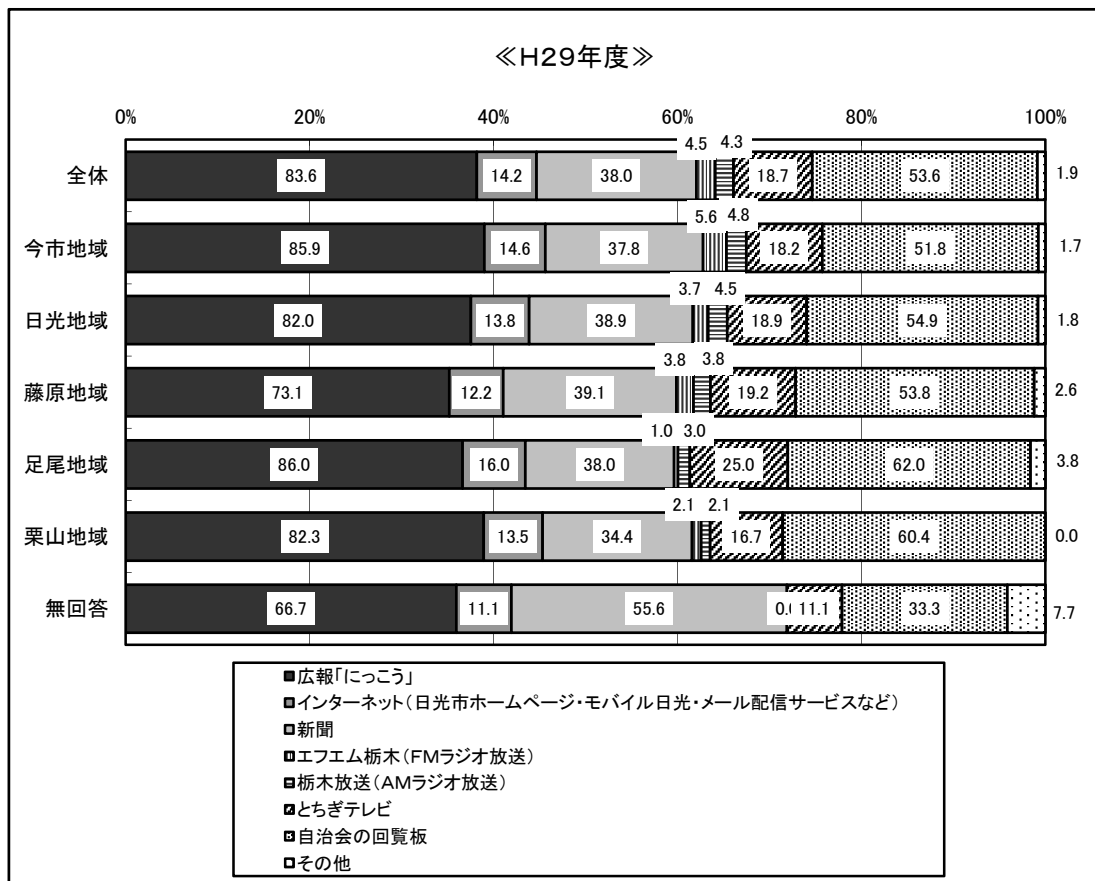 ≪H29年度≫
0% 20% 40% 60% 80% 100%
4.5 4.3
全体 83.6 14.2 38.0 18.7 53.6 1.9
5.6 4.8
今市地域 85.9 14.6 37.8 18.2 51.8 1.7
3.7 4.5
日光地域 82.0 13.8 38.9 18.9 54.9 1.8
3.8 3.8
藤原地域 73.1 12.2 39.1 19.2 53.8 2.6
1.0 3.0
足尾地域 86.0 16.0 38.0 25.0 62.0 3.8
2.1 2.1
栗山地域 82.3 13.5 34.4 16.7 60.4 0.0
無回答 66.7 11.1 55.6 11.1 33.3 7.7
広報「にっこう」
インターネット（日光市ホームページ・モバイル日光・メール配信サービスなど）
新聞
エフエム栃木（FMラジオ放送）
栃木放送（AMラジオ放送）
とちぎテレビ
自治会の回覧板
その他